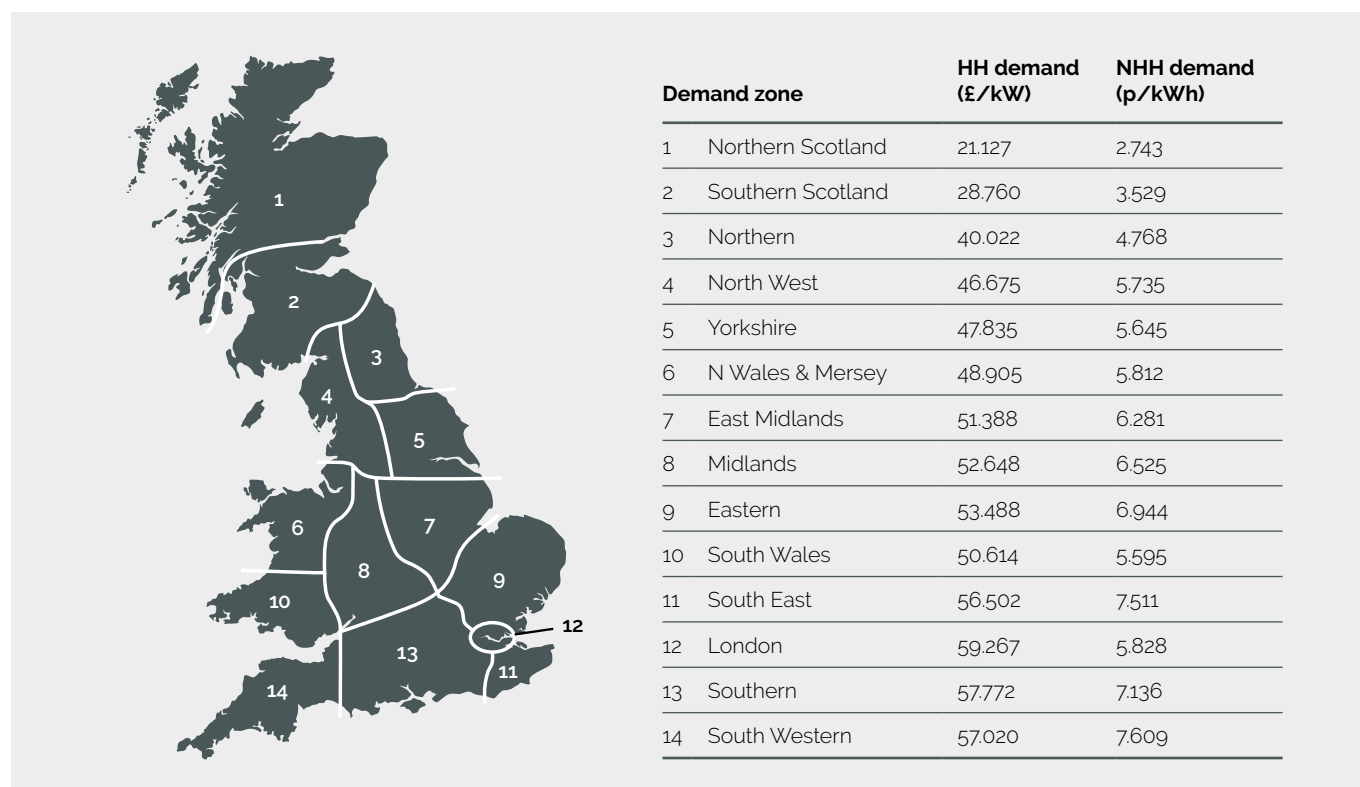 1
2
3
4
5
6
7
8
9
10
12
13
11
14
Demand zone HH demand (£/kW) NHH demand (p/kWh)
1 Northern Scotland 21.127 2.743
2 Southern Scotland 28.760 3.529
3 Northern 40.022 4.768
4 North West 46.675 5.735
5 Yorkshire 47.835 5.645
6 N Wales & Mersey 48.905 5.812
7 East Midlands 51.388 6.281
8 Midlands 52.648 6.525
9 Eastern 53.488 6.944
10 South Wales 50.614 5.595
11 South East 56.502 7.511
12 London 59.267 5.828
13 Southern 57.772 7.136
14 South Western 57.020 7.609